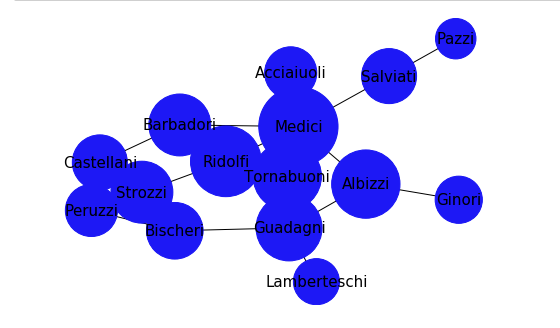 Pazzi
Acciaiuoli
Salviati
Barbadori
Medici
Castellani
Ridolfi
Tornabuoni
Albizzi
Strozzi
Ginori
Peruzzi
Bischeri
Guadagni
Lamberteschi